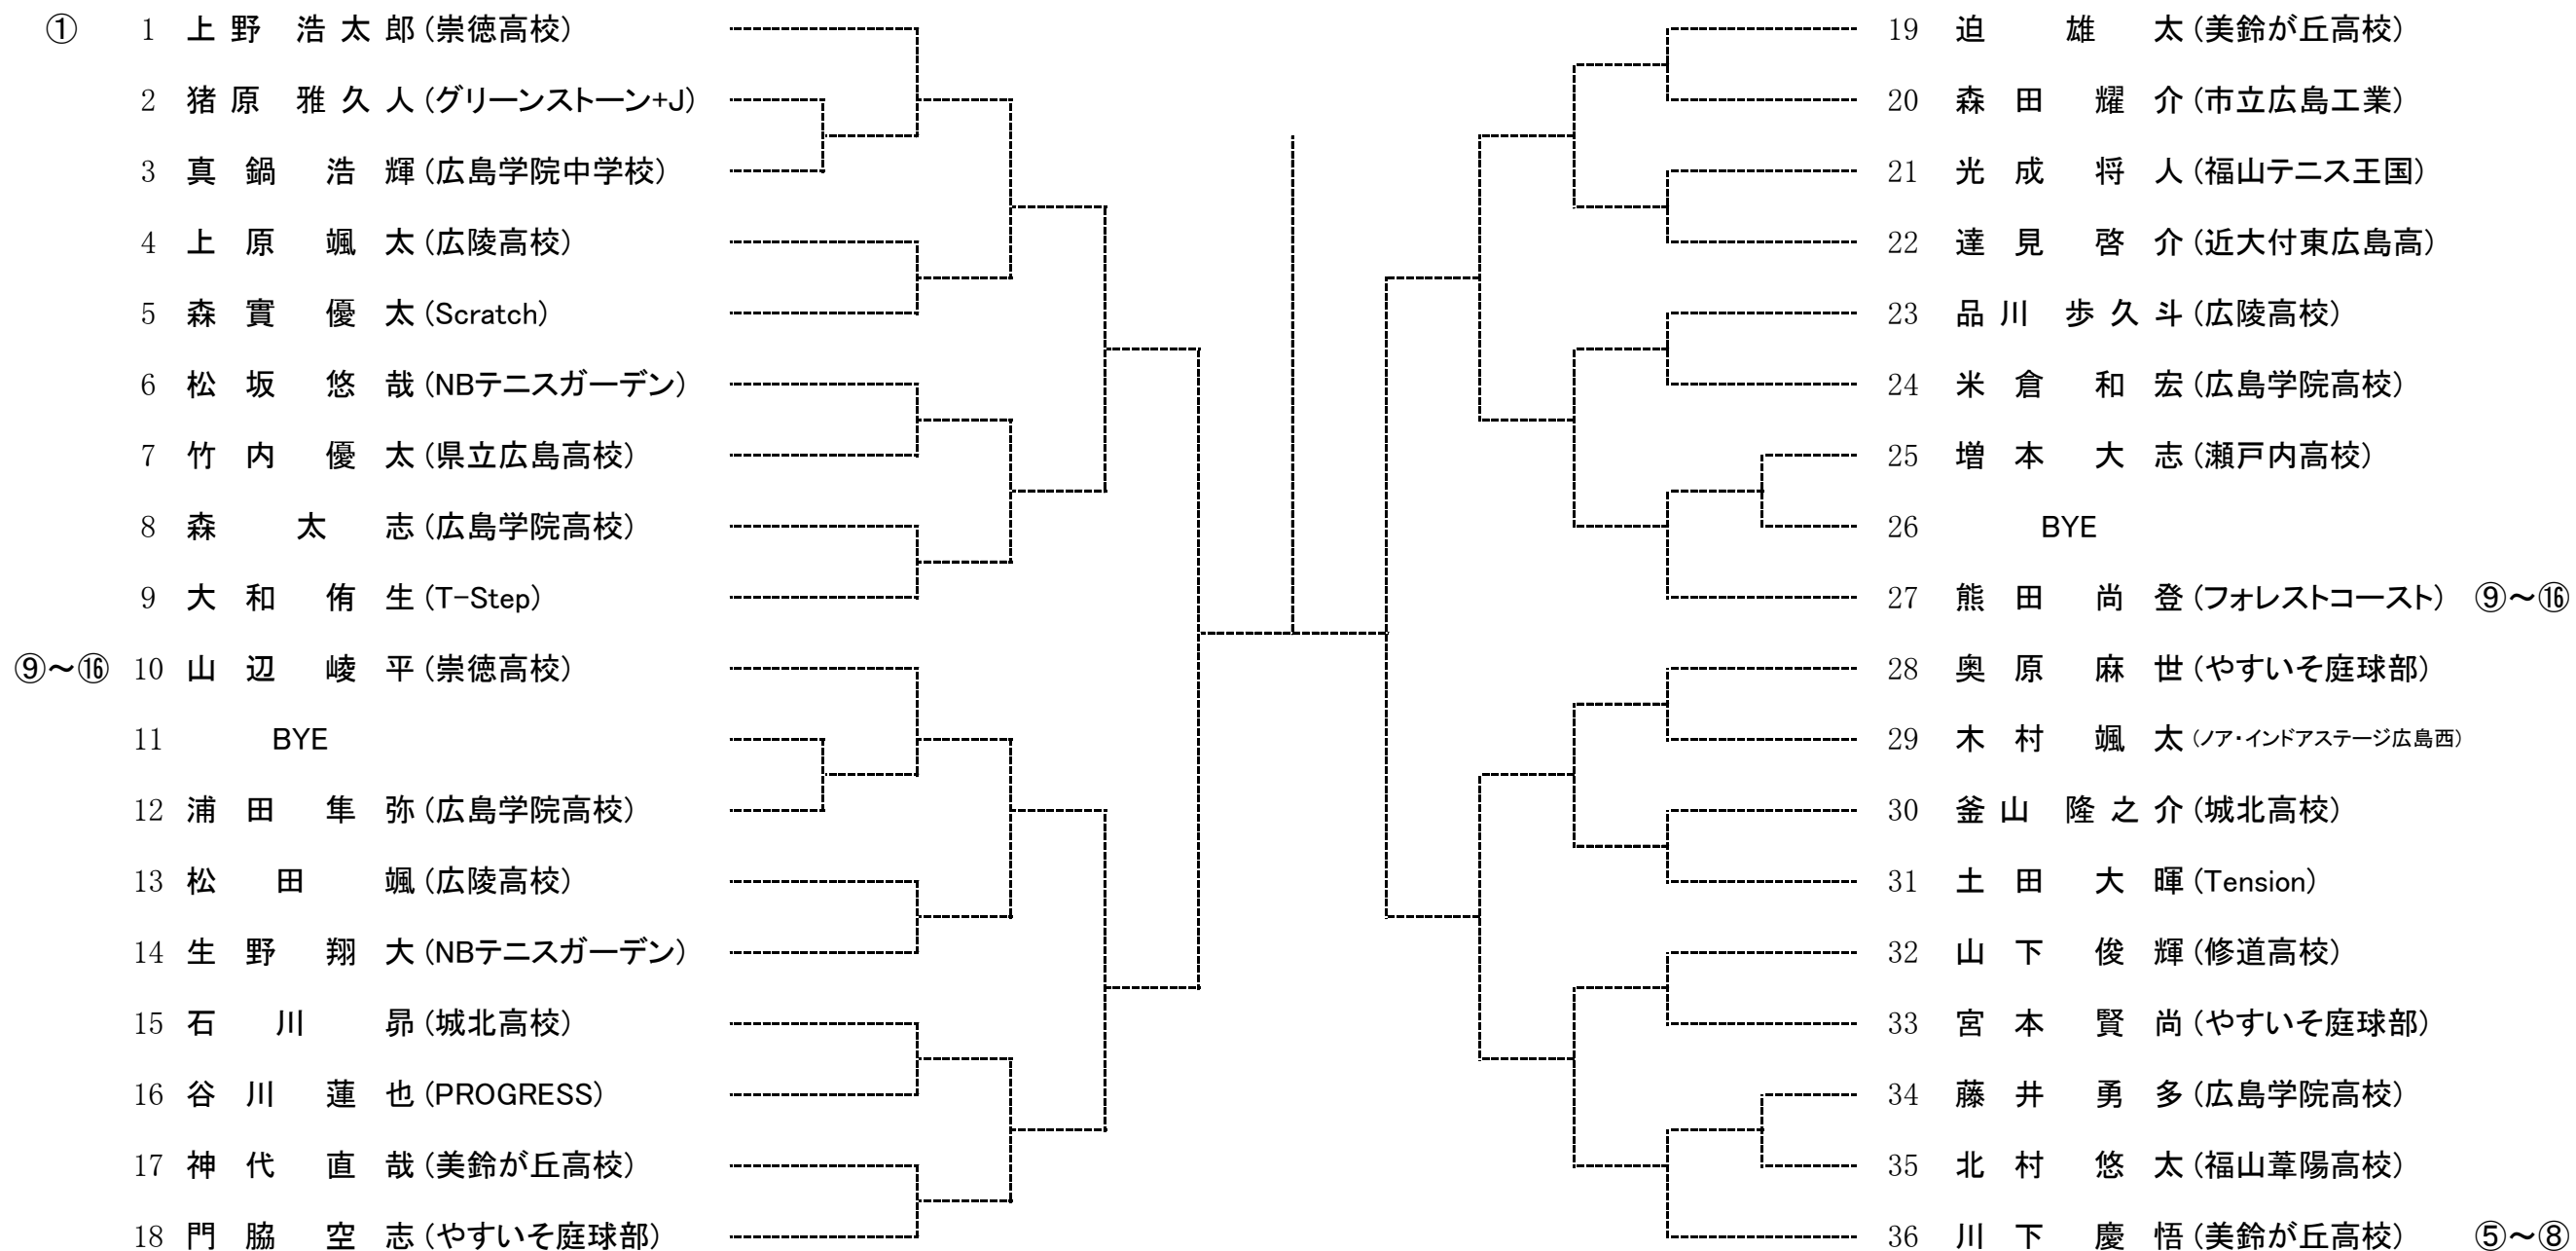 ① 1 上野 浩太郎 (崇徳高校)
2 猪原 雅久人 (グリーンストーン+J)
3 真鍋 浩輝 (広島学院中学校)
4 上原 颯太 (広陵高校)
5 森實 優太 (Scratch)
6 松坂 悠哉 (NBテニスガーデン)
7 竹内 優太 (県立広島高校)
8 森 太志 (広島学院高校)
9 大和 侑生 (T-Step)
⑨～⑯ 10 山辺 崚平 (崇徳高校)
11 BYE
12 浦田 隼弥 (広島学院高校)
13 松田 颯 (広陵高校)
14 生野 翔大 (NBテニスガーデン)
15 石川 昴 (城北高校)
16 谷川 蓮也 (PROGRESS)
17 神代 直哉 (美鈴が丘高校)
18 門脇 空志 (やすいそ庭球部)
19 迫 雄太 (美鈴が丘高校)
20 森田 耀介 (市立広島工業)
21 光成 将人 (福山テニス王国)
22 達見 啓介 (近大付東広島高)
23 品川 歩久斗 (広陵高校)
24 米倉 和宏 (広島学院高校)
25 増本 大志 (瀬戸内高校)
26 BYE
27 熊田 尚登 (フォレストコースト) ⑨～⑯
28 奥原 麻世 (やすいそ庭球部)
29 木村 颯太 (ノア・インドアステージ広島西)
30 釜山 隆之介 (城北高校)
31 土田 大暉 (Tension)
32 山下 俊輝 (修道高校)
33 宮本 賢尚 (やすいそ庭球部)
34 藤井 勇多 (広島学院高校)
35 北村 悠太 (福山葦陽高校)
36 川下 慶悟 (美鈴が丘高校) ⑤～⑧